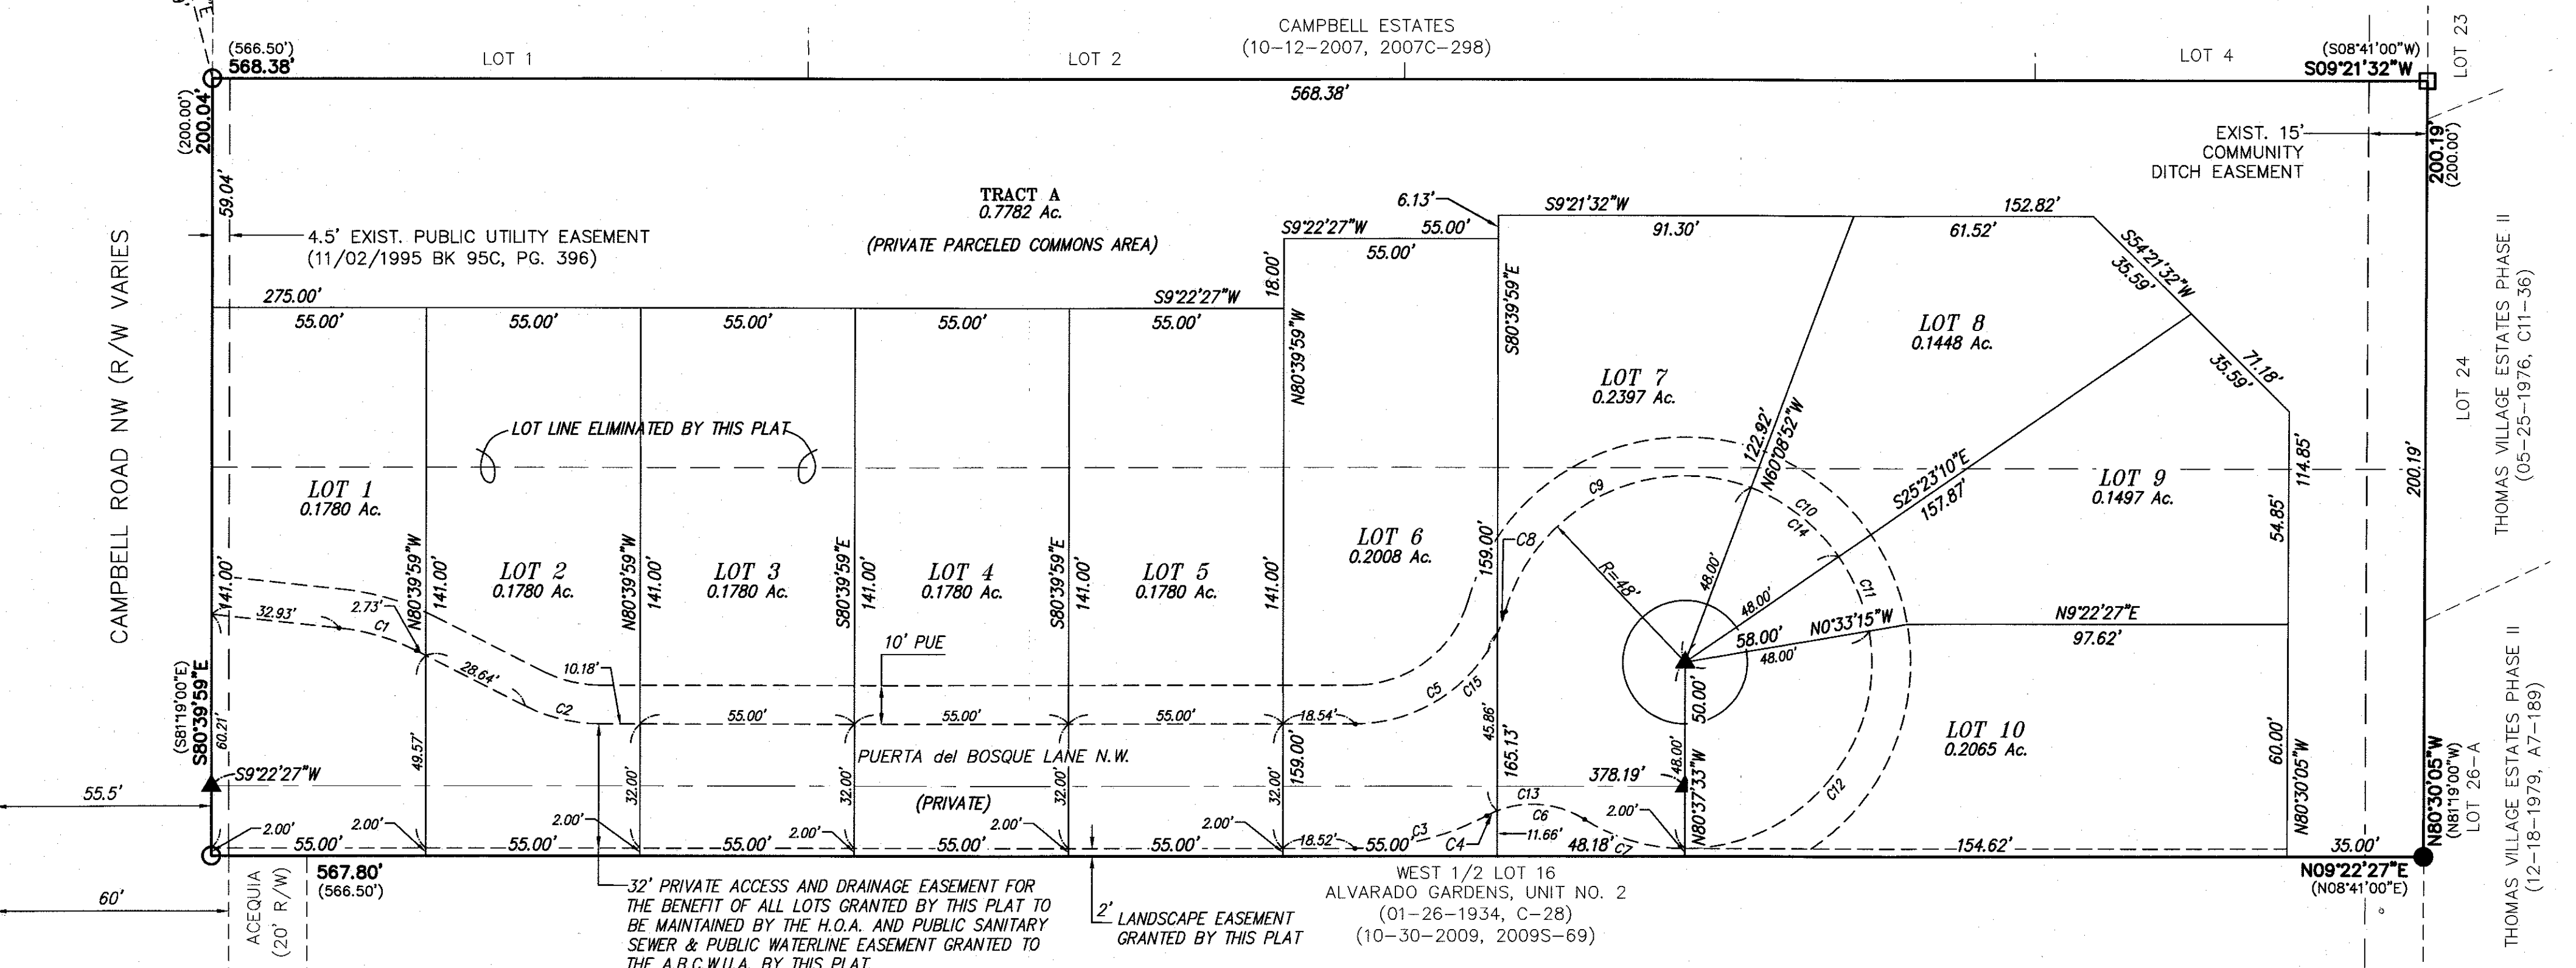 CAMPBELL ESTATES
(10-12-2007, 2007C-298)
LOT 1
LOT 2
LOT 4
LOT 23
(566.50')
568.38'
(S08°41'00"W)
S09°21'32"W
568.38'
(200.00')
200.04'
59.04'
4.5' EXIST. PUBLIC UTILITY EASEMENT
(11/02/1995 BK 95C, PG. 396)
TRACT A
0.7782 Ac.
(PRIVATE PARCELED COMMONS AREA)
EXIST. 15'
COMMUNITY
DITCH EASEMENT
200.19'
(200.00')
6.13'
S9°21'32"W
152.82'
91.30'
61.52'
S9°22'27"W
55.00'
55.00'
18.00'
S54°21'32"W
35.59'
71.18'
35.59'
275.00'
S9°22'27"W
55.00'
55.00'
55.00'
55.00'
55.00'
N80°39'59"W
S80°39'59"E
CAMPBELL ROAD NW (R/W VARIES
LOT LINE ELIMINATED BY THIS PLAT
LOT 1
0.1780 Ac.
LOT 2
0.1780 Ac.
LOT 3
0.1780 Ac.
LOT 4
0.1780 Ac.
LOT 5
0.1780 Ac.
LOT 6
0.2008 Ac.
LOT 7
0.2397 Ac.
LOT 8
0.1448 Ac.
LOT 9
0.1497 Ac.
LOT 10
0.2065 Ac.
122.92'
N60°08'52"W
S25°23'10"E
157.87'
114.85'
54.85'
200.19'
LOT 24
THOMAS VILLAGE ESTATES PHASE II
(05-25-1976, C11-36)
141.00'
N80°39'59"W
141.00'
N80°39'59"W
141.00'
S80°39'59"E
141.00'
S80°39'59"E
141.00'
141.00'
159.00'
C8
C9
C10
C14
C11
R=48'
48.00'
48.00'
58.00'
48.00'
N0°33'15"W
N9°22'27"E
97.62'
32.93'
C1
2.73'
28.64'
C2
10.18'
10' PUE
55.00'
55.00'
55.00'
18.54'
C5
C15
45.86'
165.13'
50.00'
48.00'
N80°37'33"W
378.19'
C12
60.00'
N80°30'05"W
N80°30'05"W
(N81°19'00"W)
LOT 26-A
THOMAS VILLAGE ESTATES PHASE II
(12-18-1979, A7-189)
(S81°19'00"E)
S80°39'59"E
60.21'
S9°22'27"W
49.57'
PUERTA del BOSQUE LANE N.W.
(PRIVATE)
32.00'
32.00'
32.00'
32.00'
159.00'
55.5'
60'
2.00'
55.00'
2.00'
55.00'
2.00'
55.00'
2.00'
55.00'
2.00'
55.00'
2.00'
18.52'
55.00'
C3
C4
C13
C6
11.66'
48.18'
C7
2.00'
154.62'
35.00'
567.80'
(566.50')
N09°22'27"E
(N08°41'00"E)
ACEQUIA
(20' R/W)
32' PRIVATE ACCESS AND DRAINAGE EASEMENT FOR
THE BENEFIT OF ALL LOTS GRANTED BY THIS PLAT TO
BE MAINTAINED BY THE H.O.A. AND PUBLIC SANITARY
SEWER & PUBLIC WATERLINE EASEMENT GRANTED TO
THE A.B.C.W.U.A. BY THIS PLAT.
2'
LANDSCAPE EASEMENT
GRANTED BY THIS PLAT
WEST 1/2 LOT 16
ALVARADO GARDENS, UNIT NO. 2
(01-26-1934, C-28)
(10-30-2009, 2009S-69)